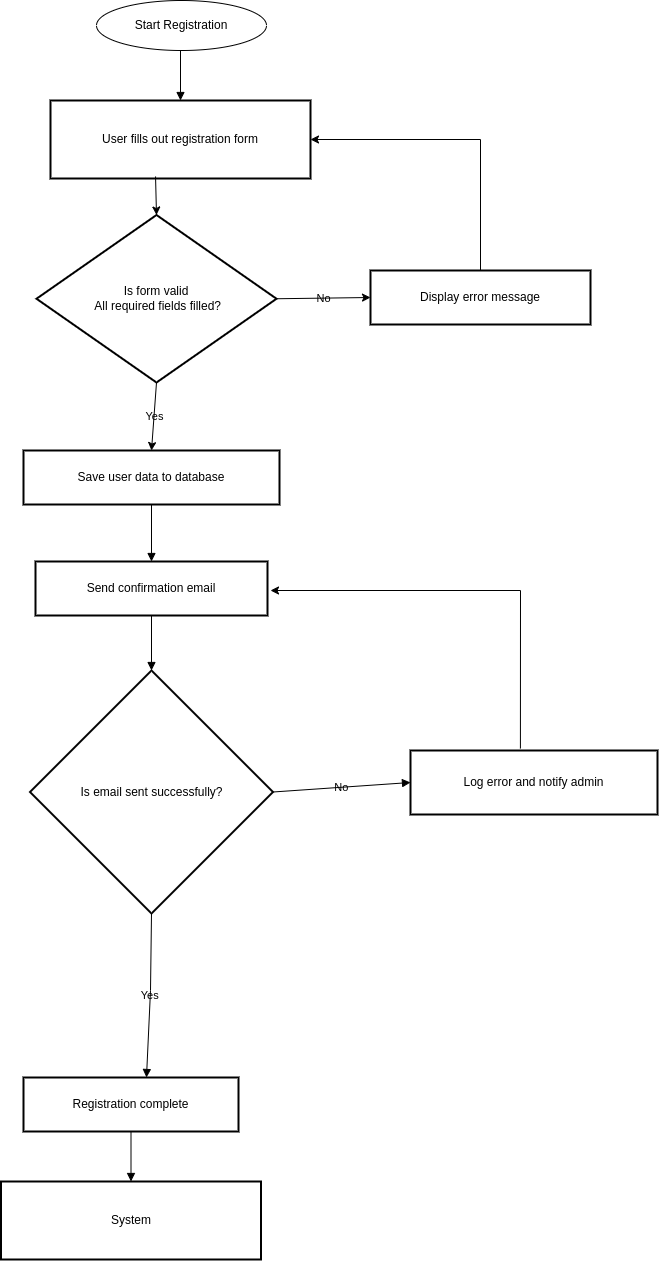 Start Registration
User fills out registration form
Is form valid
All required fields filled?
No
Display error message
Yes
Save user data to database
Send confirmation email
Is email sent successfully?
No
Log error and notify admin
Yes
Registration complete
System